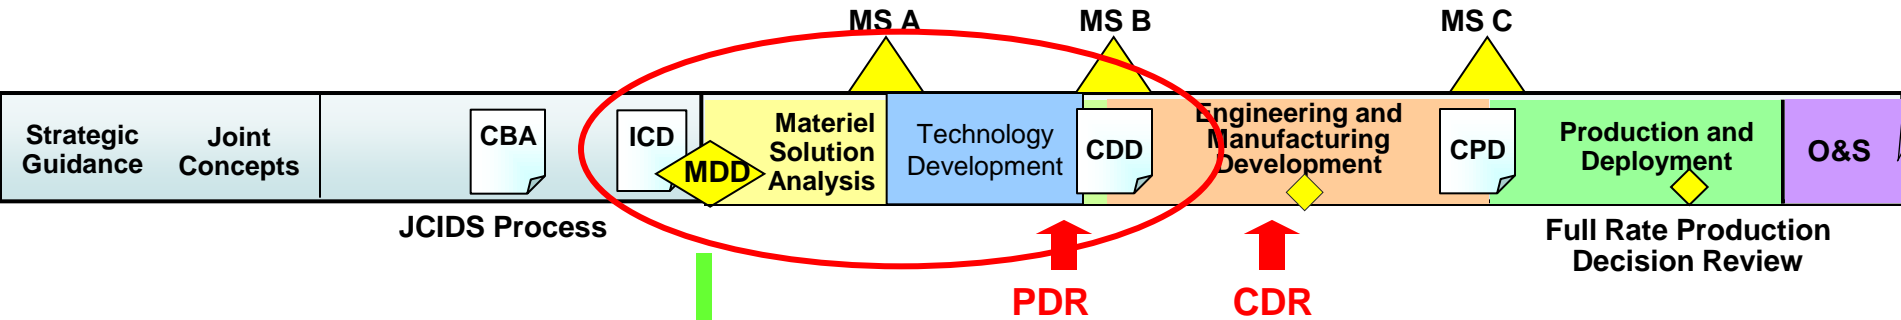 MS A
MS B
MS C
Strategic
Guidance
Joint
Concepts
CBA
ICD
MDD
Materiel
Solution
Analysis
Technology
Development
CDD
Engineering and
Manufacturing
Development
CPD
Production and
Deployment
O&S
JCIDS Process
PDR
CDR
Full Rate Production
Decision Review